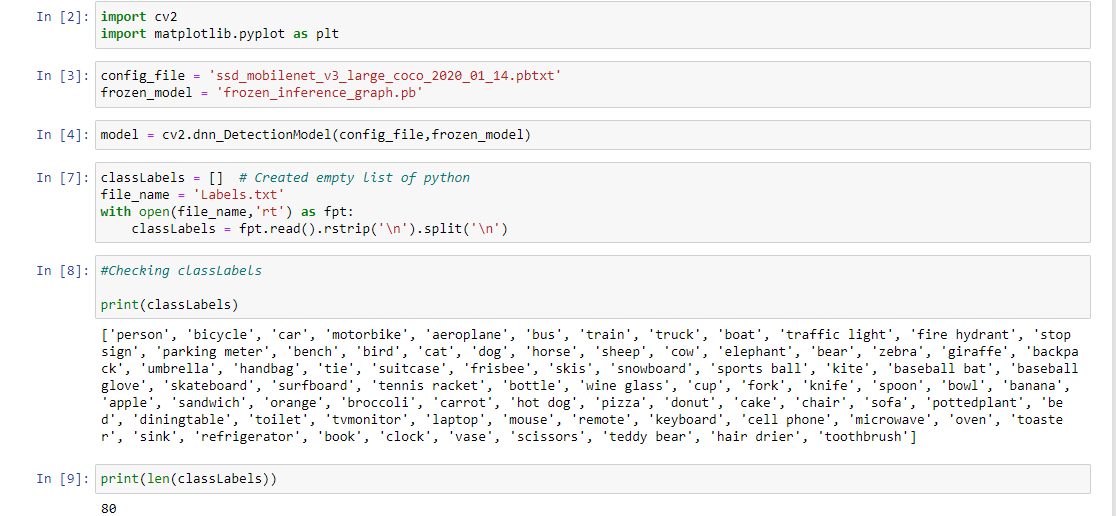 In [2]: import cv2
import matplotlib.pyplot as plt
In [3]: config_file = 'ssd_mobilenet_v3_large_coco_2020_01_14.pbtxt'
frozen_model = 'frozen_inference_graph.pb'
In [4]: model = cv2.dnn_DetectionModel(config_file,frozen_model)
In [7]: classLabels = []  # Created empty list of python
file_name = 'Labels.txt'
with open(file_name,'rt') as fpt:
    classLabels = fpt.read().rstrip('\n').split('\n')
In [8]: #Checking classLabels
print(classLabels)
['person', 'bicycle', 'car', 'motorbike', 'aeroplane', 'bus', 'train', 'truck', 'boat', 'traffic light', 'fire hydrant', 'stop
sign', 'parking meter', 'bench', 'bird', 'cat', 'dog', 'horse', 'sheep', 'cow', 'elephant', 'bear', 'zebra', 'giraffe', 'backpa
ck', 'umbrella', 'handbag', 'tie', 'suitcase', 'frisbee', 'skis', 'snowboard', 'sports ball', 'kite', 'baseball bat', 'baseball
glove', 'skateboard', 'surfboard', 'tennis racket', 'bottle', 'wine glass', 'cup', 'fork', 'knife', 'spoon', 'bowl', 'banana',
'apple', 'sandwich', 'orange', 'broccoli', 'carrot', 'hot dog', 'pizza', 'donut', 'cake', 'chair', 'sofa', 'pottedplant', 'be
d', 'diningtable', 'toilet', 'tvmonitor', 'laptop', 'mouse', 'remote', 'keyboard', 'cell phone', 'microwave', 'oven', 'toaste
r', 'sink', 'refrigerator', 'book', 'clock', 'vase', 'scissors', 'teddy bear', 'hair drier', 'toothbrush']
In [9]: print(len(classLabels))
80